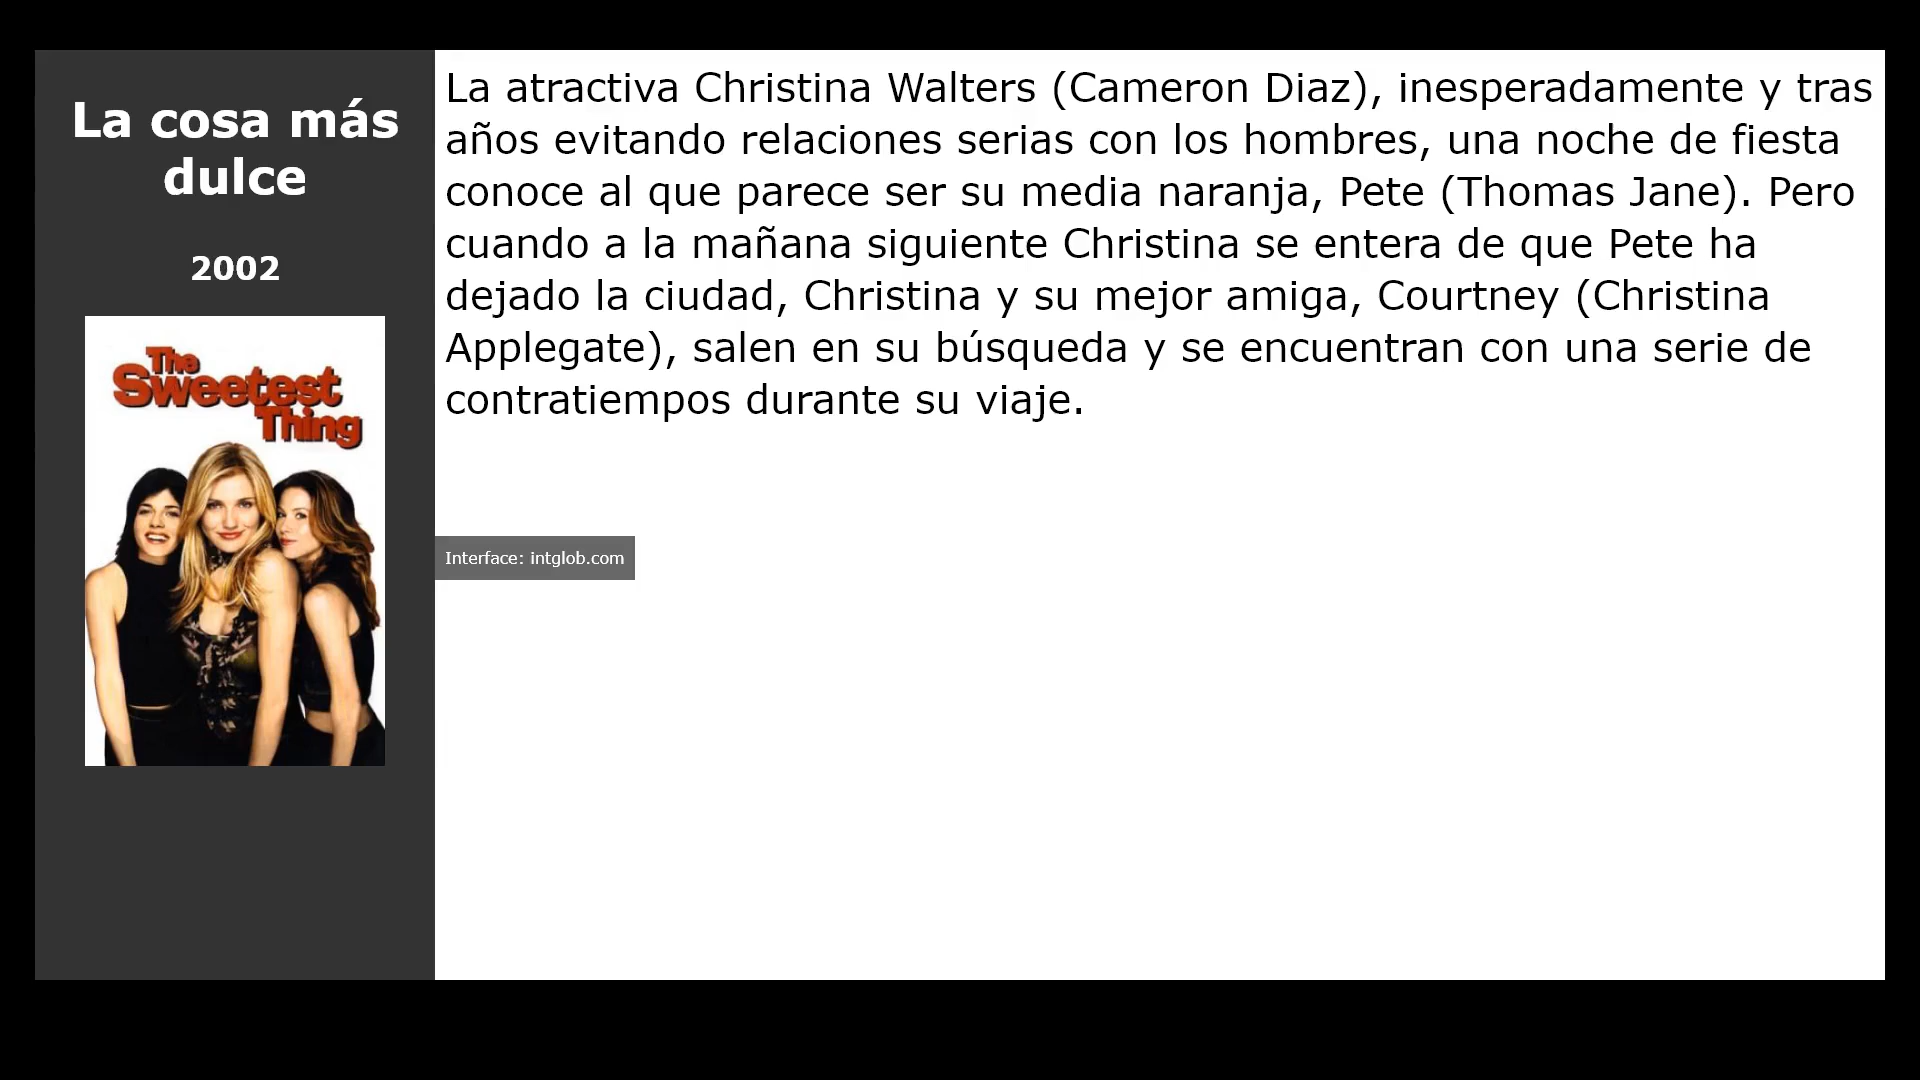 La cosa más
dulce
2002
The
Sweetest
Thing
La atractiva Christina Walters (Cameron Diaz), inesperadamente y tras
años evitando relaciones serias con los hombres, una noche de fiesta
conoce al que parece ser su media naranja, Pete (Thomas Jane). Pero
cuando a la mañana siguiente Christina se entera de que Pete ha
dejado la ciudad, Christina y su mejor amiga, Courtney (Christina
Applegate), salen en su búsqueda y se encuentran con una serie de
contratiempos durante su viaje.
Interface: intglob.com